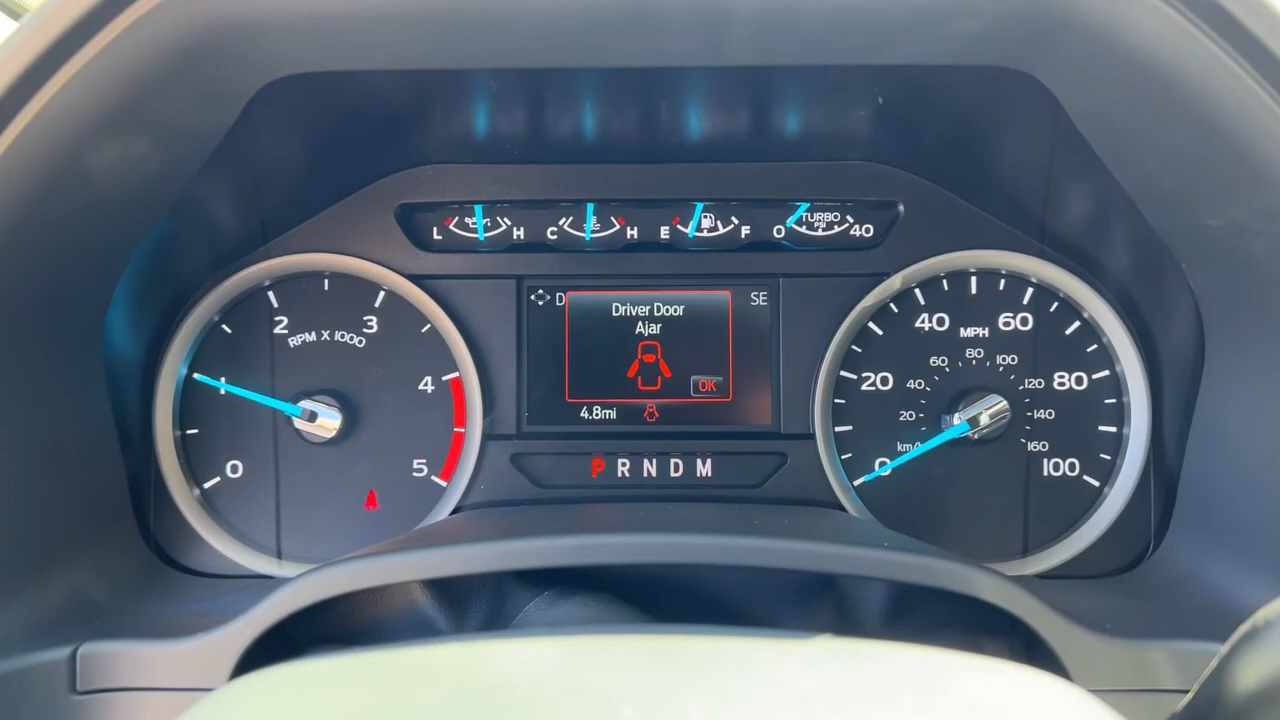 L H C H E F 0 TURBO PSI 40
D SE
Driver Door
Ajar
OK
4.8mi
P R N D M
0 1 2 3 4 5
RPM X 1000
0 20 40 60 80 100
MPH
20 40 60 80 100 120 140 160
km/h